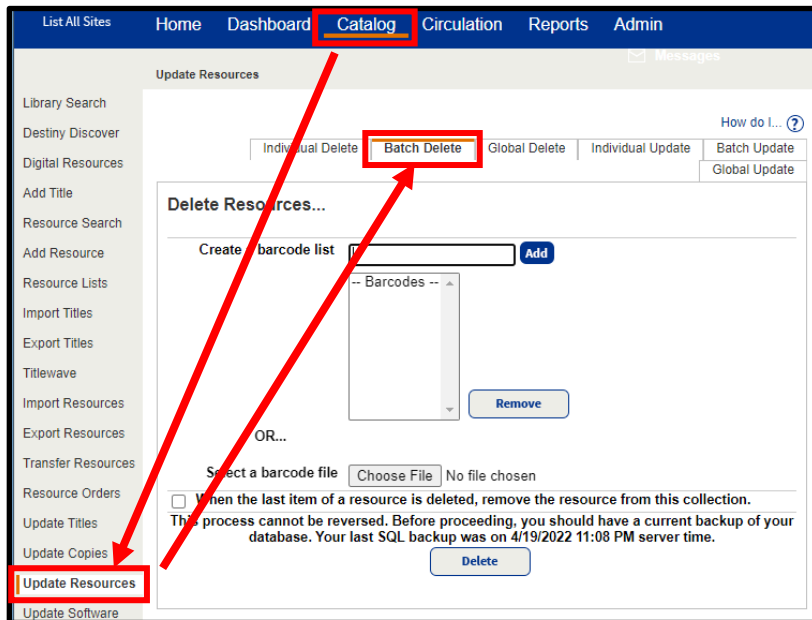 List All Sites
Home Dashboard Catalog Circulation Reports Admin
Messages
Update Resources
Library Search
Destiny Discover
Digital Resources
Add Title
Resource Search
Add Resource
Resource Lists
Import Titles
Export Titles
Titlewave
Import Resources
Export Resources
Transfer Resources
Resource Orders
Update Titles
Update Copies
Update Resources
Update Software
How do I... ?
Individual Delete Batch Delete Global Delete Individual Update Batch Update
Global Update
Delete Resources...
Create a barcode list Add
-- Barcodes --
Remove
OR...
Select a barcode file Choose File No file chosen
When the last item of a resource is deleted, remove the resource from this collection.
This process cannot be reversed. Before proceeding, you should have a current backup of your
database. Your last SQL backup was on 4/19/2022 11:08 PM server time.
Delete